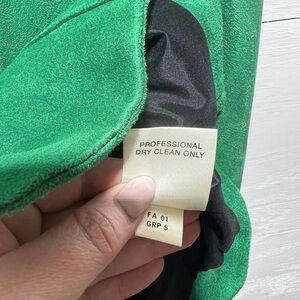 PROFESSIONAL
DRY CLEAN ONLY
FA 01
GRP 5